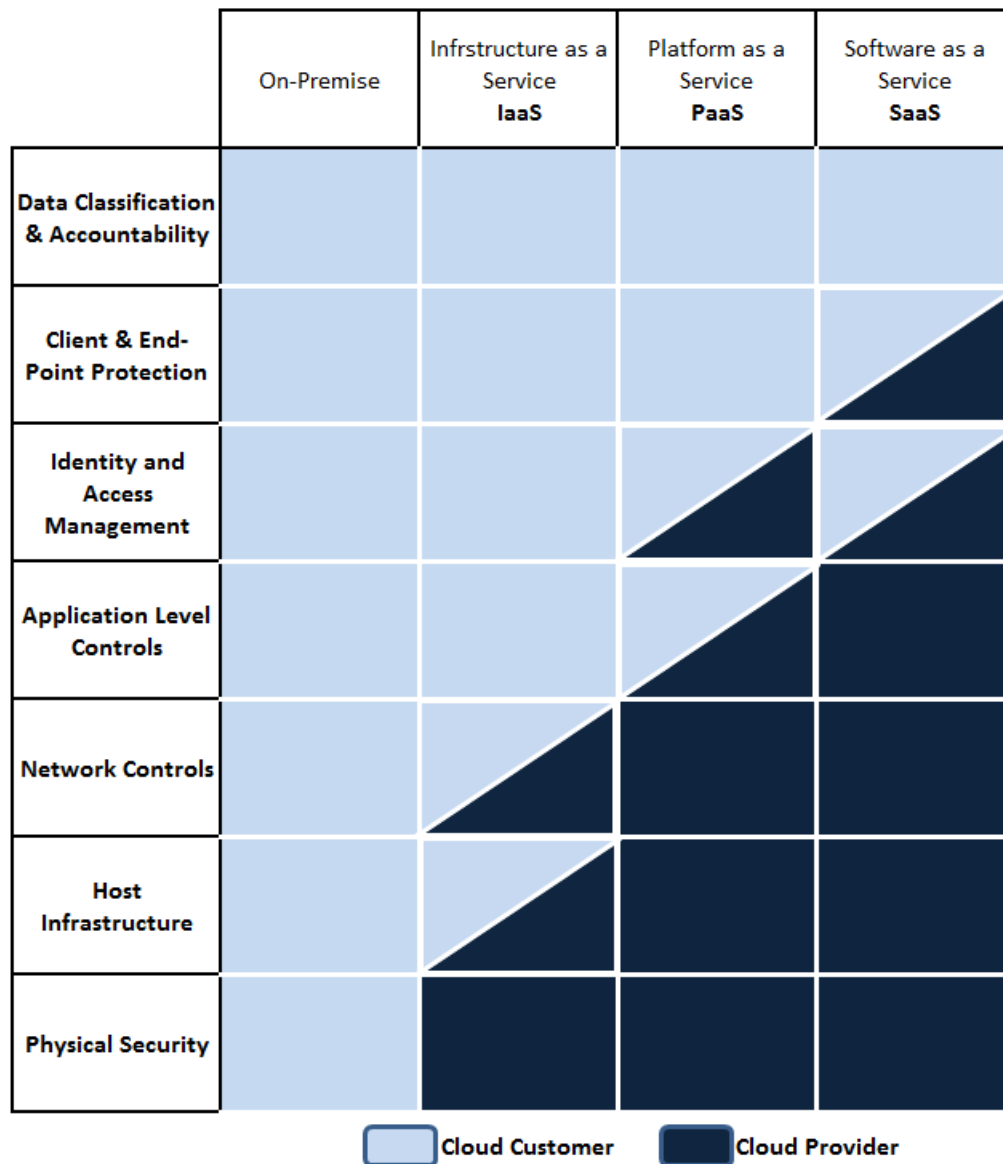 On-Premise
Infrstructure as a
Service
IaaS
Platform as a
Service
PaaS
Software as a
Service
SaaS
Data Classification
& Accountability
Client & End-
Point Protection
Identity and
Access
Management
Application Level
Controls
Network Controls
Host
Infrastructure
Physical Security
Cloud Customer
Cloud Provider